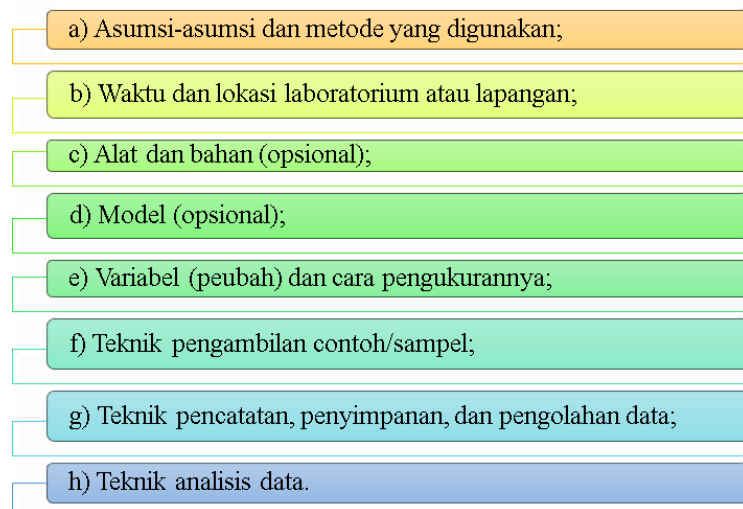 a) Asumsi-asumsi dan metode yang digunakan;
b) Waktu dan lokasi laboratorium atau lapangan;
c) Alat dan bahan (opsional);
d) Model (opsional);
e) Variabel (peubah) dan cara pengukurannya;
f) Teknik pengambilan contoh/sampel;
g) Teknik pencatatan, penyimpanan, dan pengolahan data;
h) Teknik analisis data.